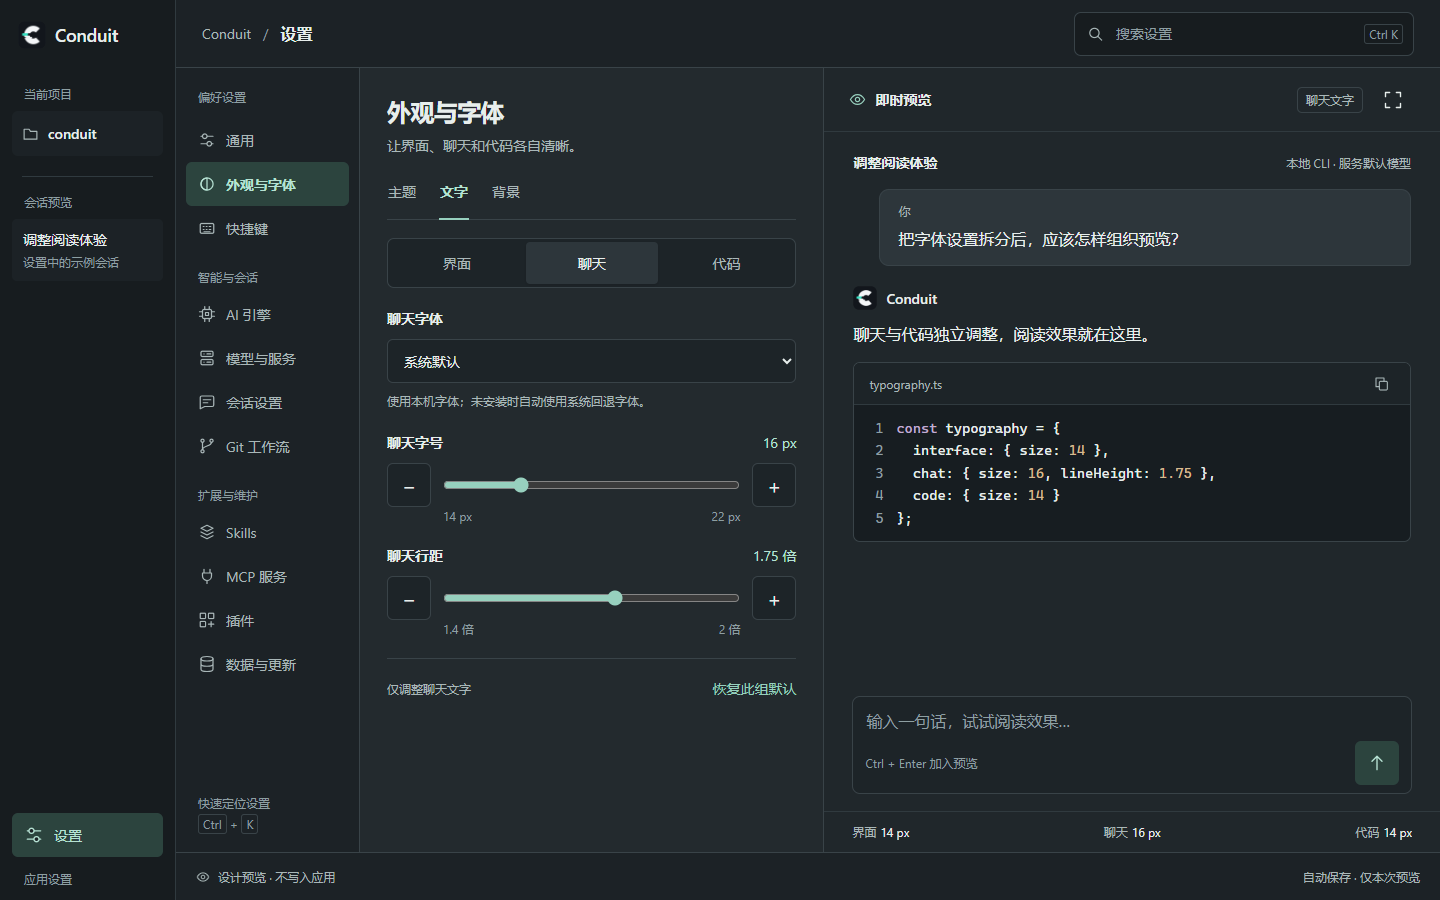 Conduit
当前项目
conduit
会话预览
调整阅读体验
设置中的示例会话
设置
应用设置
Conduit / 设置
搜索设置
Ctrl K
偏好设置
通用
外观与字体
快捷键
智能与会话
AI 引擎
模型与服务
会话设置
Git 工作流
扩展与维护
Skills
MCP 服务
插件
数据与更新
快速定位设置
Ctrl + K
外观与字体
让界面、聊天和代码各自清晰。
主题 文字 背景
界面 聊天 代码
聊天字体
系统默认
使用本机字体；未安装时自动使用系统回退字体。
聊天字号 16 px
− +
14 px 22 px
聊天行距 1.75 倍
− +
1.4 倍 2 倍
仅调整聊天文字 恢复此组默认
即时预览
聊天文字
调整阅读体验 本地 CLI · 服务默认模型
你
把字体设置拆分后，应该怎样组织预览？
Conduit
聊天与代码独立调整，阅读效果就在这里。
typography.ts
1 const typography = {
2 interface: { size: 14 },
3 chat: { size: 16, lineHeight: 1.75 },
4 code: { size: 14 }
5 };
输入一句话，试试阅读效果...
Ctrl + Enter 加入预览
界面 14 px 聊天 16 px 代码 14 px
设计预览 · 不写入应用
自动保存 · 仅本次预览